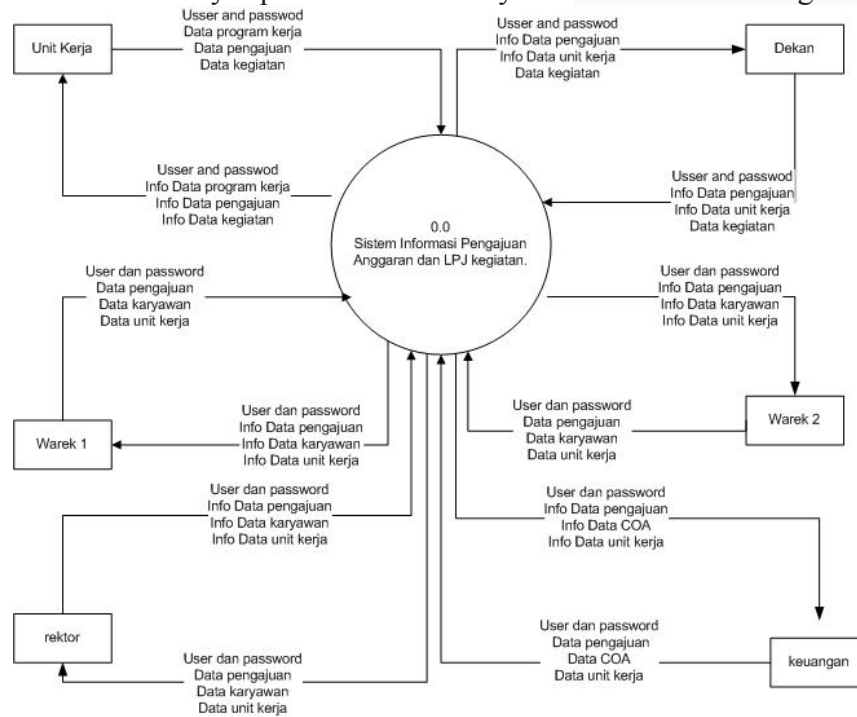 Unit Kerja
Usser and passwod
Data program kerja
Data pengajuan
Data kegiatan
Usser and passwod
Info Data pengajuan
Info Data unit kerja
Data kegiatan
Dekan
Usser and passwod
Info Data program kerja
Info Data pengajuan
Info Data kegiatan
Usser and passwod
Info Data pengajuan
Info Data unit kerja
Data kegiatan
0.0
Sistem Informasi Pengajuan
Anggaran dan LPJ kegiatan.
User dan password
Data pengajuan
Data karyawan
Data unit kerja
User dan password
Info Data pengajuan
Info Data karyawan
Info Data unit kerja
Warek 1
User dan password
Info Data pengajuan
Info Data karyawan
Info Data unit kerja
User dan password
Data pengajuan
Data karyawan
Data unit kerja
Warek 2
User dan password
Info Data pengajuan
Info Data karyawan
Info Data unit kerja
User dan password
Info Data pengajuan
Info Data COA
Info Data unit kerja
rektor
User dan password
Data pengajuan
Data karyawan
Data unit kerja
User dan password
Data pengajuan
Data COA
Data unit kerja
keuangan